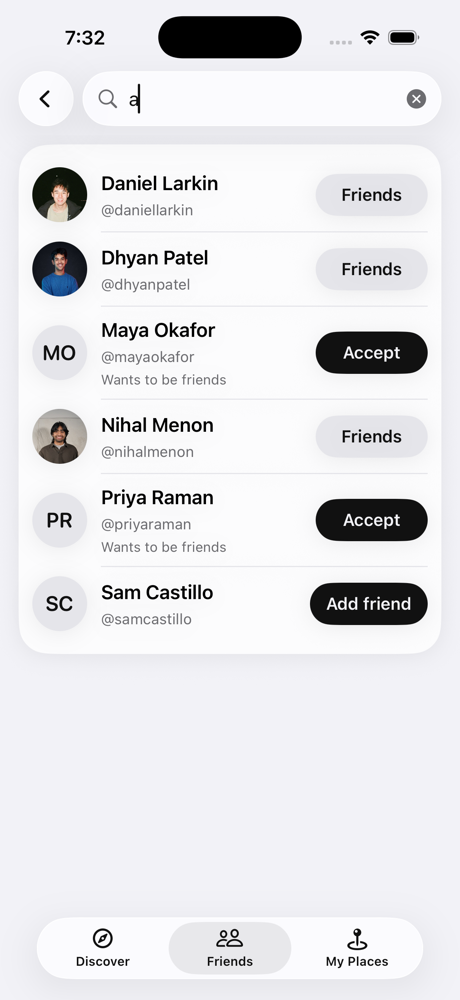 7:32
a
Daniel Larkin
@daniellarkin
Friends
Dhyan Patel
@dhyanpatel
Friends
MO
Maya Okafor
@mayaokafor
Wants to be friends
Accept
Nihal Menon
@nihalmenon
Friends
PR
Priya Raman
@priyaraman
Wants to be friends
Accept
SC
Sam Castillo
@samcastillo
Add friend
Discover
Friends
My Places